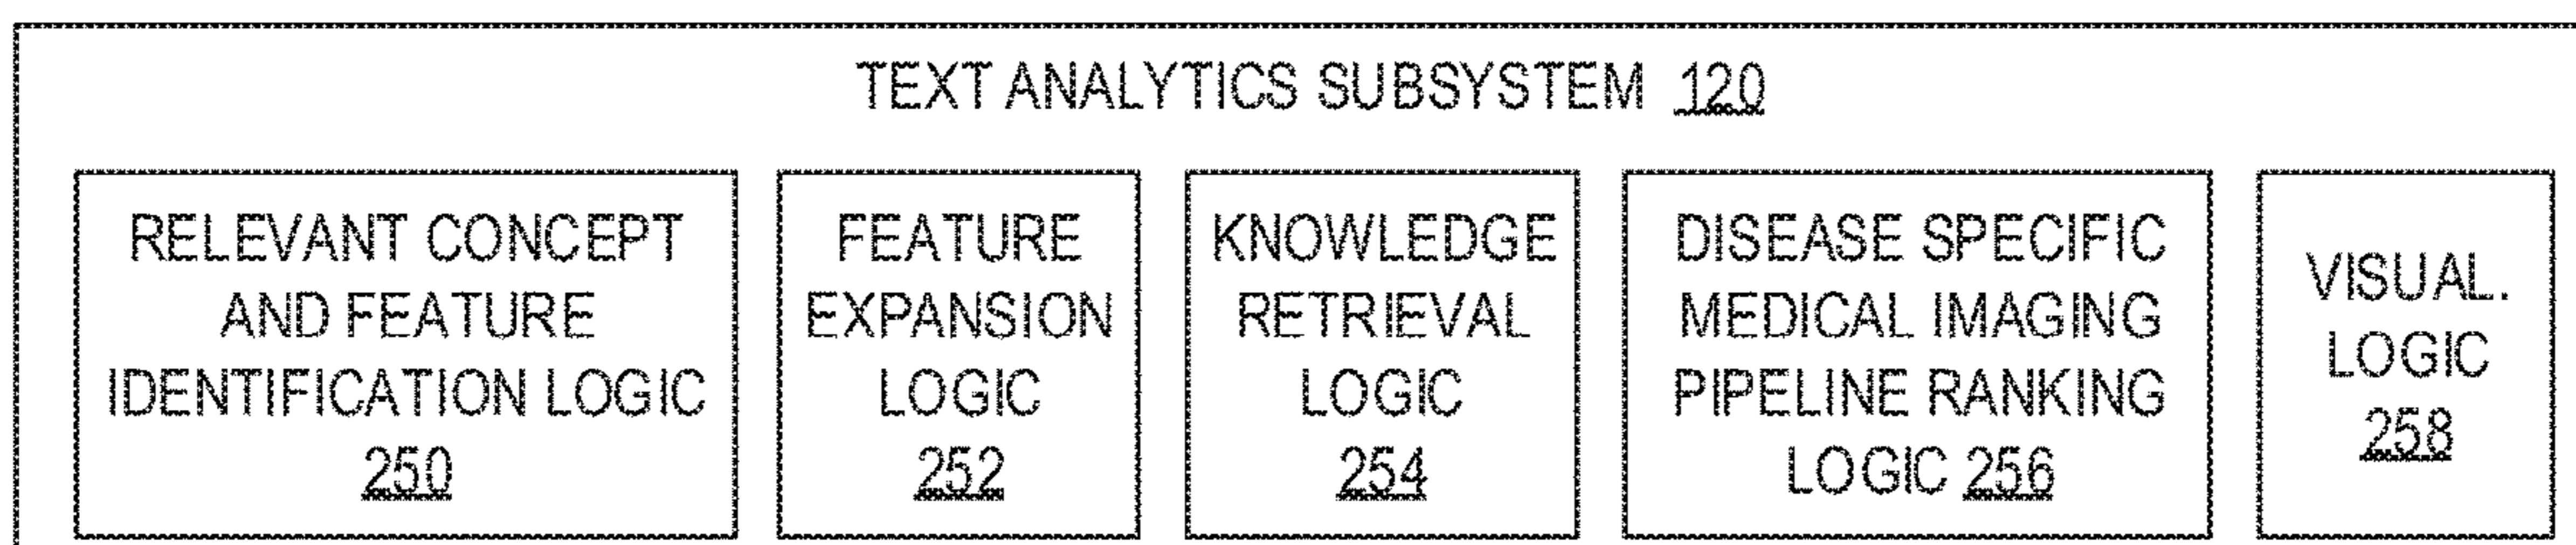 TEXT ANALYTICS SUBSYSTEM 120
RELEVANT CONCEPT
AND FEATURE
IDENTIFICATION LOGIC
250
FEATURE
EXPANSION
LOGIC
252
KNOWLEDGE
RETRIEVAL
LOGIC
254
DISEASE SPECIFIC
MEDICAL IMAGING
PIPELINE RANKING
LOGIC 256
VISUAL.
LOGIC
258